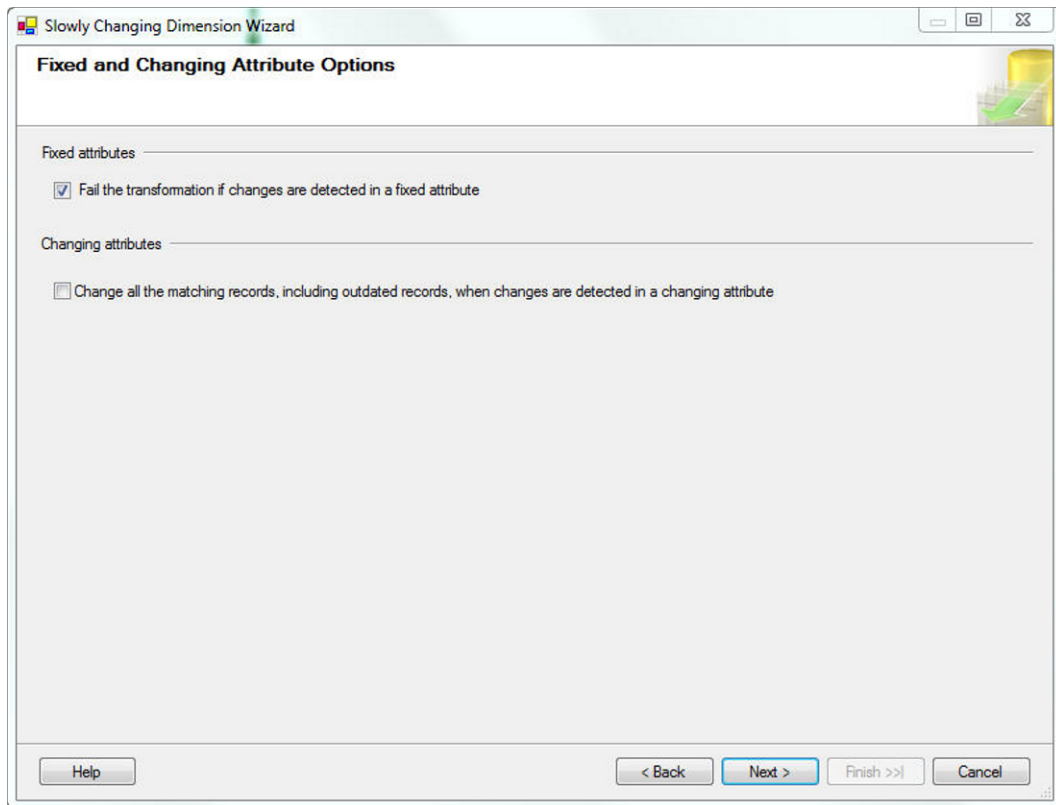 Slowly Changing Dimension Wizard
Fixed and Changing Attribute Options
Fixed attributes
Fail the transformation if changes are detected in a fixed attribute
Changing attributes
Change all the matching records, including outdated records, when changes are detected in a changing attribute
Help
< Back
Next >
Finish >>|
Cancel